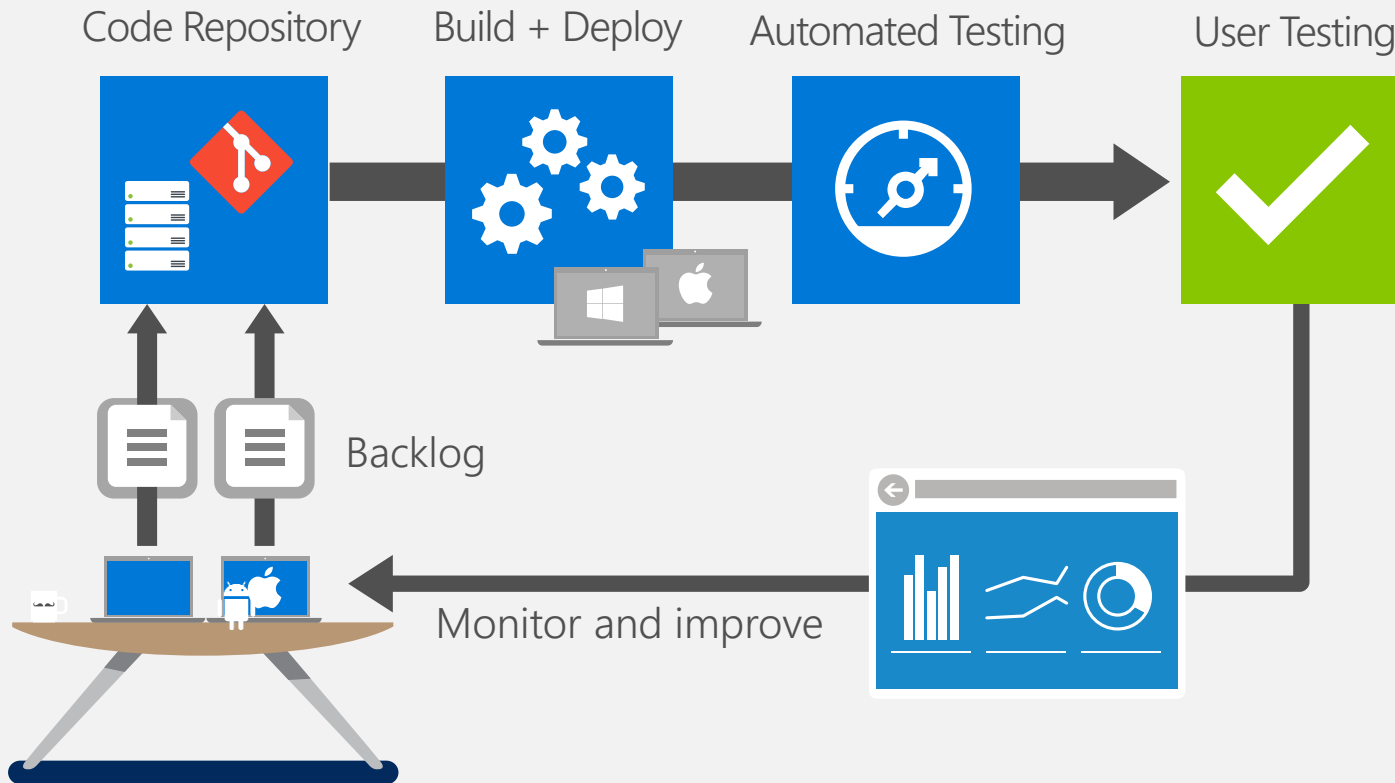 Code Repository
Build + Deploy
Automated Testing
User Testing
Backlog
Monitor and improve